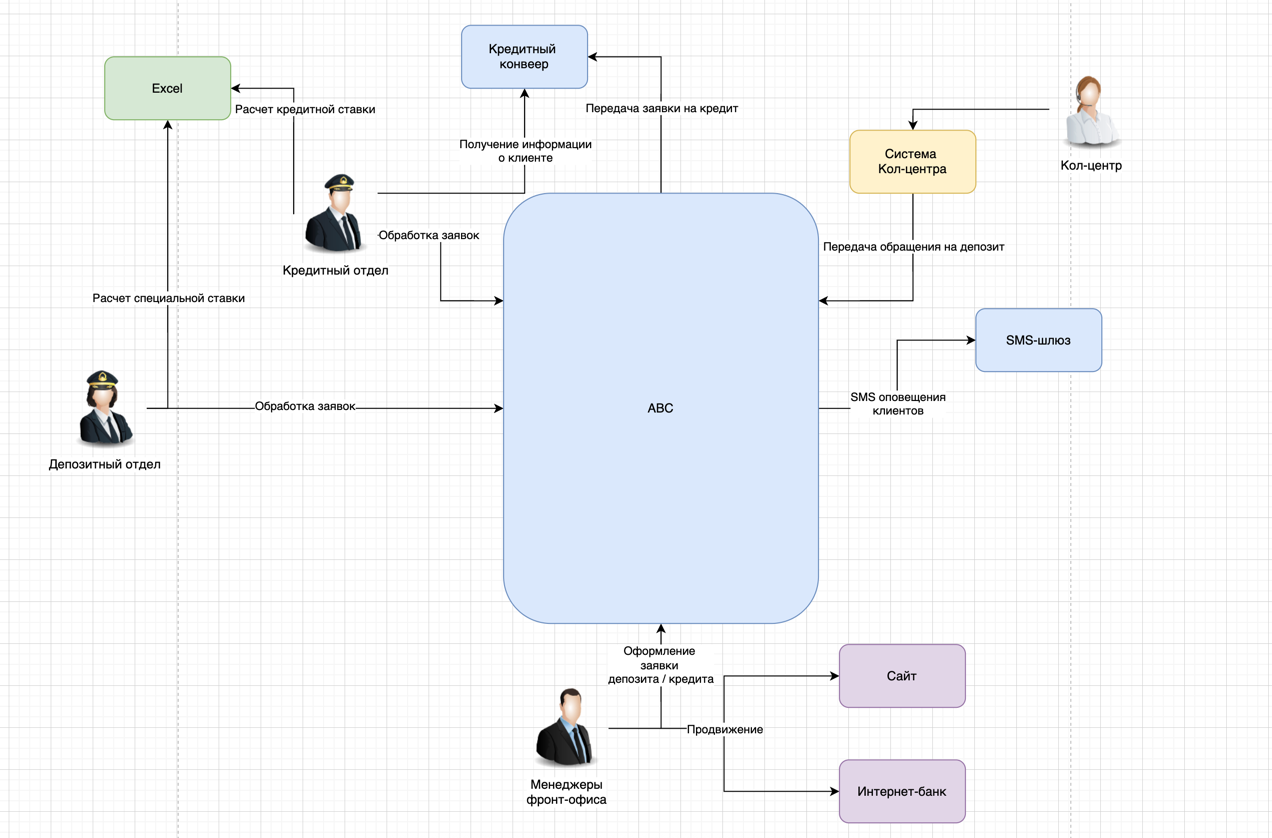 Кредитный
конвеер
Excel
Расчет кредитной ставки
Передача заявки на кредит
Получение информации
о клиенте
Система
Кол-центра
Кол-центр
Обработка заявок
Передача обращения на депозит
Кредитный отдел
Расчет специальной ставки
SMS-шлюз
SMS оповещения
клиентов
Обработка заявок
АБС
Депозитный отдел
Оформление
заявки
депозита / кредита
Сайт
Продвижение
Менеджеры
фронт-офиса
Интернет-банк